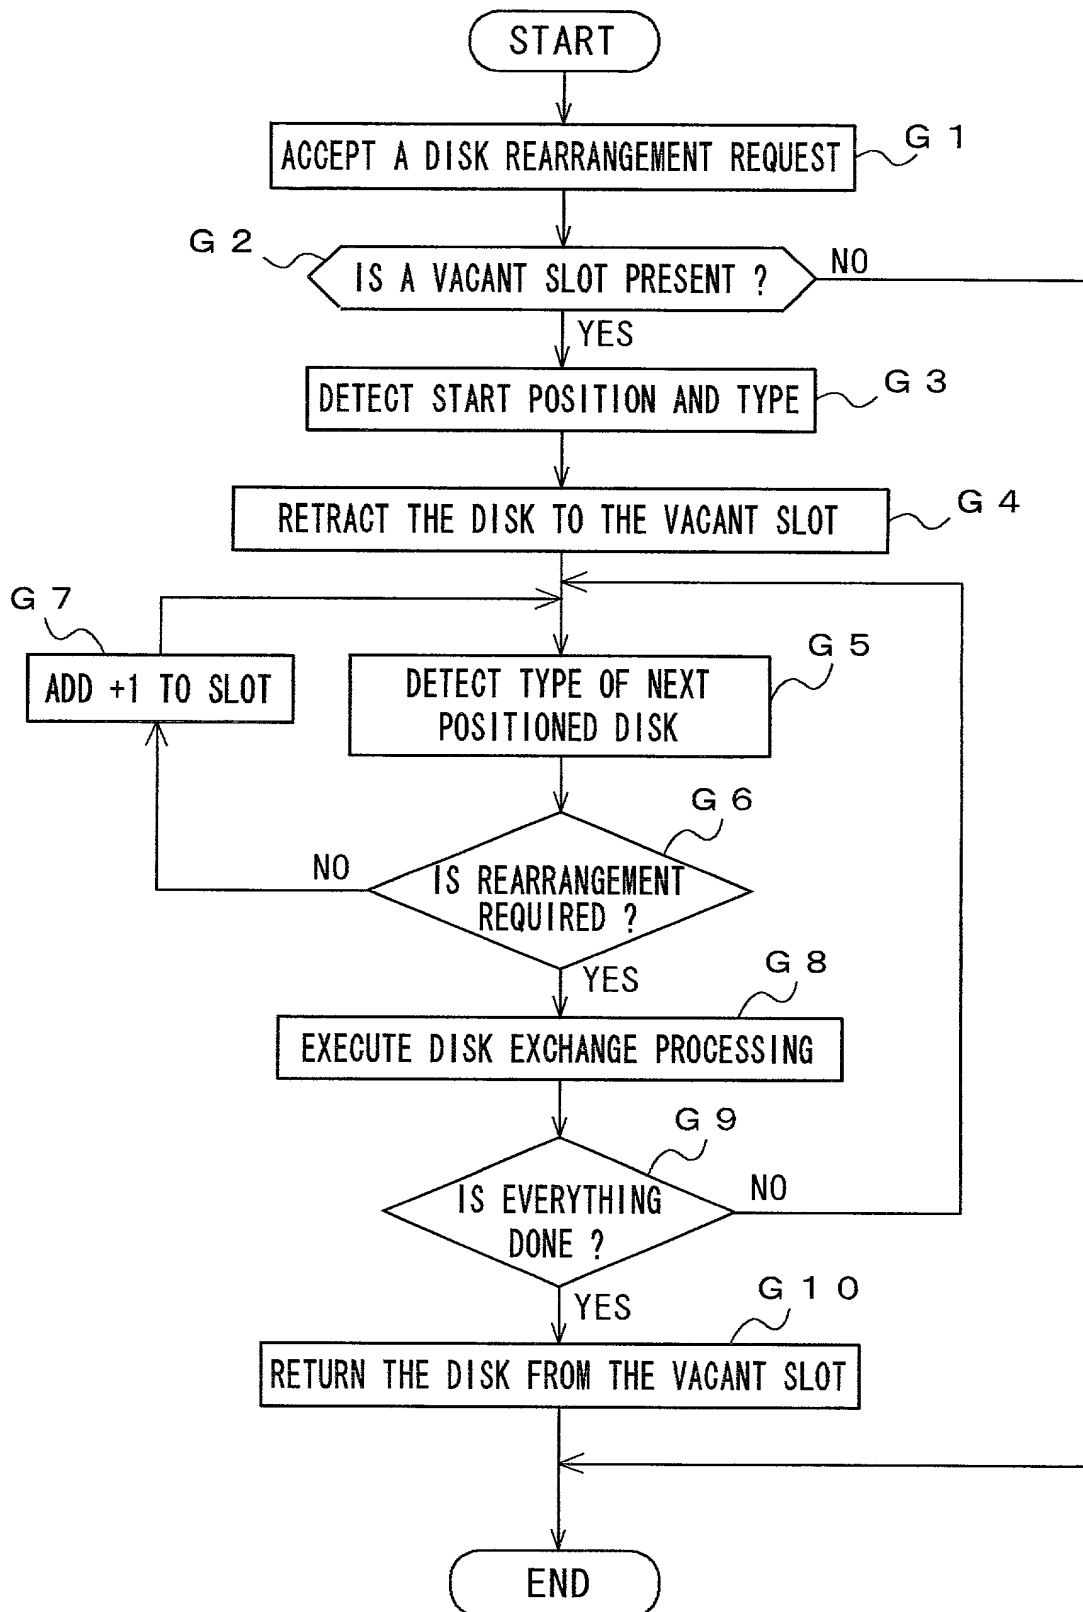 START
ACCEPT A DISK REARRANGEMENT REQUEST
G 1
G 2
IS A VACANT SLOT PRESENT ?
NO
YES
DETECT START POSITION AND TYPE
G 3
RETRACT THE DISK TO THE VACANT SLOT
G 4
G 7
ADD +1 TO SLOT
DETECT TYPE OF NEXT
POSITIONED DISK
G 5
G 6
NO
IS REARRANGEMENT
REQUIRED ?
YES
G 8
EXECUTE DISK EXCHANGE PROCESSING
G 9
IS EVERYTHING
DONE ?
NO
YES
G 1 0
RETURN THE DISK FROM THE VACANT SLOT
END